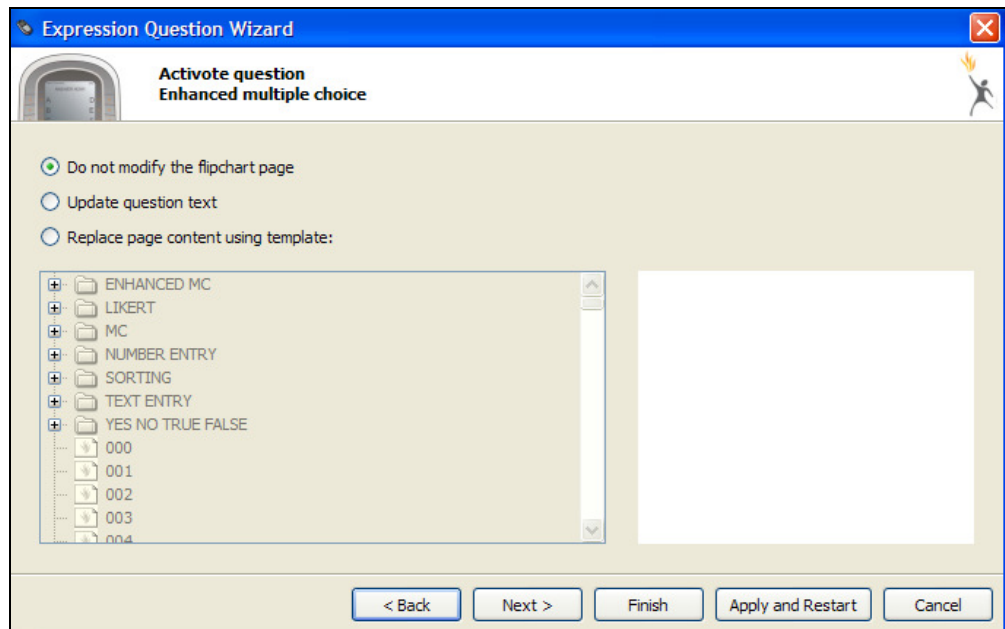 Expression Question Wizard
Activote question
Enhanced multiple choice
Do not modify the flipchart page
Update question text
Replace page content using template:
ENHANCED MC
LIKERT
MC
NUMBER ENTRY
SORTING
TEXT ENTRY
YES NO TRUE FALSE
000
001
002
003
004
< Back Next > Finish Apply and Restart Cancel